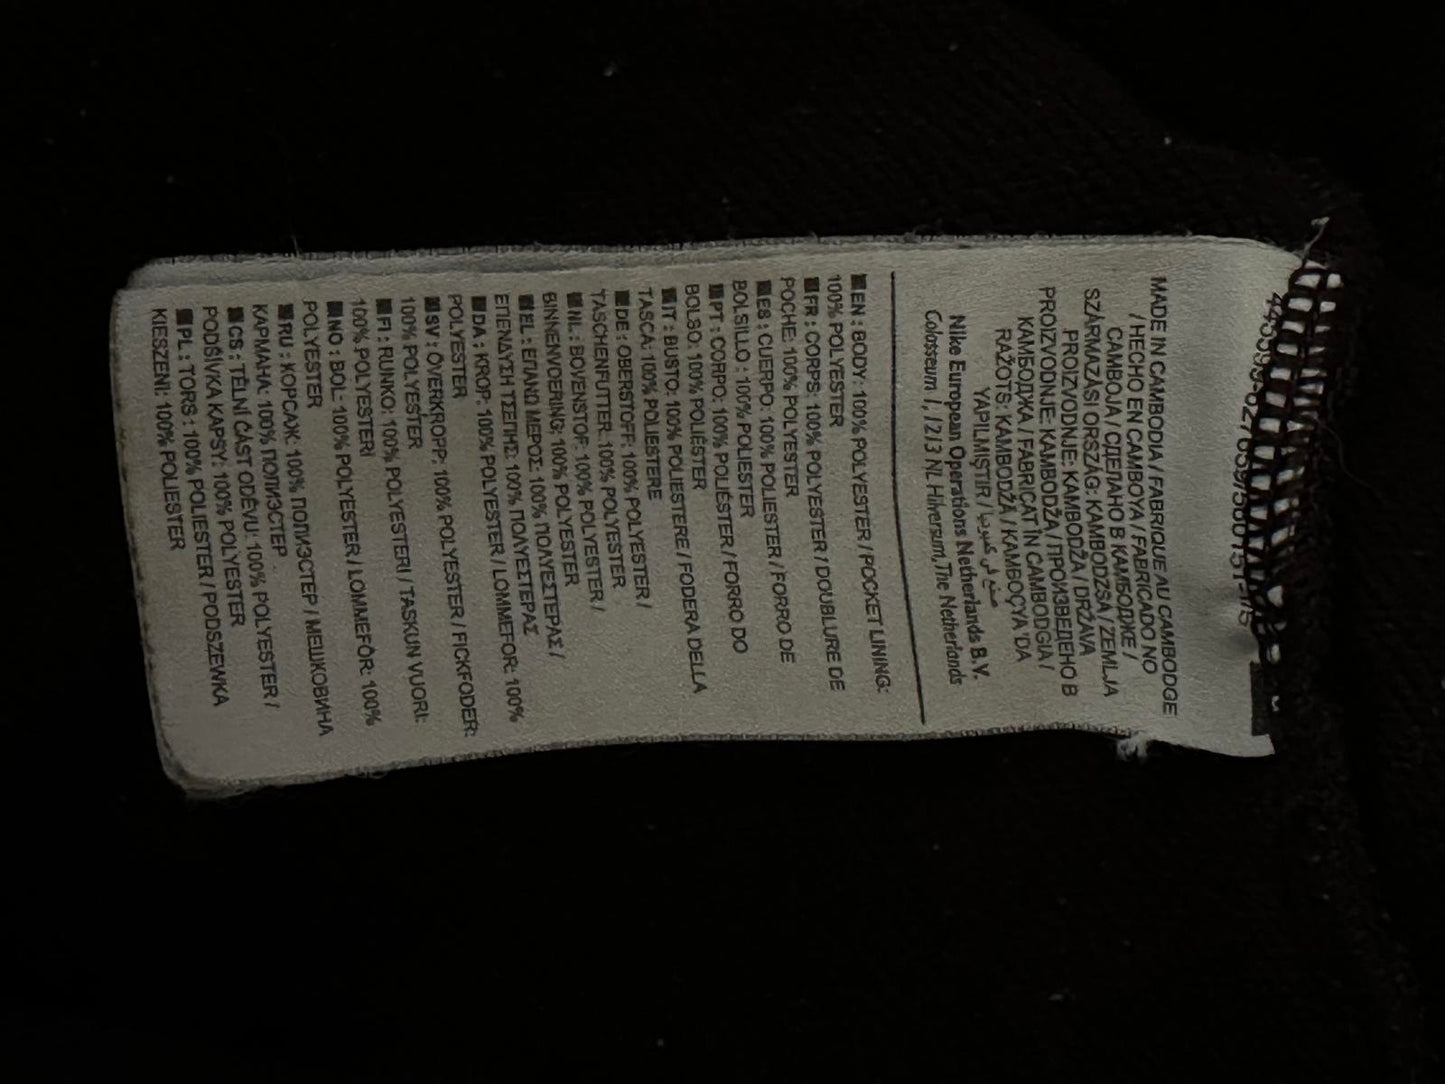 MADE IN CAMBODIA / FABRIQUE AU CAMBODGE
/ HECHO EN CAMBOYA / FABRICADO NO
CAMBOJA / СДЕЛАНО В КАМБОДЖЕ /
SZÁRMAZÁSI ORSZÁG: KAMBODZSA / ZEMLJA
PROIZVODNJE: KAMBODŽA / DRŽAVA
PROIZVODNJE: KAMBODŽA / ПРОИЗВЕДЕНО В
КАМБОДЖА / FABRICAT ÎN CAMBODGIA /
RAŽOTS: KAMBODŽĀ / KAMBOÇYA 'DA
YAPILMIŞTIR / صنع في كمبوديا
Nike European Operations Netherlands B.V.
Colosseum 1, 1213 NL Hilversum, The Netherlands
EN : BODY: 100% POLYESTER / POCKET LINING:
100% POLYESTER
FR : CORPS: 100% POLYESTER / DOUBLURE DE
POCHE: 100% POLYESTER
ES : CUERPO: 100% POLIESTER / FORRO DE
BOLSILLO : 100% POLIESTER
PT : CORPO: 100% POLIÉSTER / FORRO DO
BOLSO: 100% POLIÉSTER
IT : BUSTO: 100% POLIESTERE / FODERA DELLA
TASCA: 100% POLIESTERE
DE : OBERSTOFF: 100% POLYESTER /
TASCHENFUTTER: 100% POLYESTER
NL : BOVENSTOF: 100% POLYESTER /
BINNENVOERING: 100% POLYESTER
EL : ΕΠΑΝΩ ΜΕΡΟΣ: 100% ΠΟΛΥΕΣΤΕΡΑΣ /
ΕΠΕΝΔΥΣΗ ΤΣΕΠΗΣ: 100% ΠΟΛΥΕΣΤΕΡΑΣ
DA : KROP: 100% POLYESTER / LOMMEFOR: 100%
POLYESTER
SV : ÖVERKROPP: 100% POLYESTER / FICKFODER:
100% POLYESTER
FI : RUNKO: 100% POLYESTERI / TASKUN VUORI:
100% POLYESTERI
NO : BOL: 100% POLYESTER / LOMMEFÔR: 100%
POLYESTER
RU : КОРСАЖ: 100% ПОЛИЭСТЕР / МЕШКОВИНА
КАРМАНА: 100% ПОЛИЭСТЕР
CS : TĚLNÍ ČÁST ODĚVU: 100% POLYESTER /
PODŠÍVKA KAPSY: 100% POLYESTER
PL : TORS : 100% POLIESTER / PODSZEWKA
KIESZENI: 100% POLIESTER